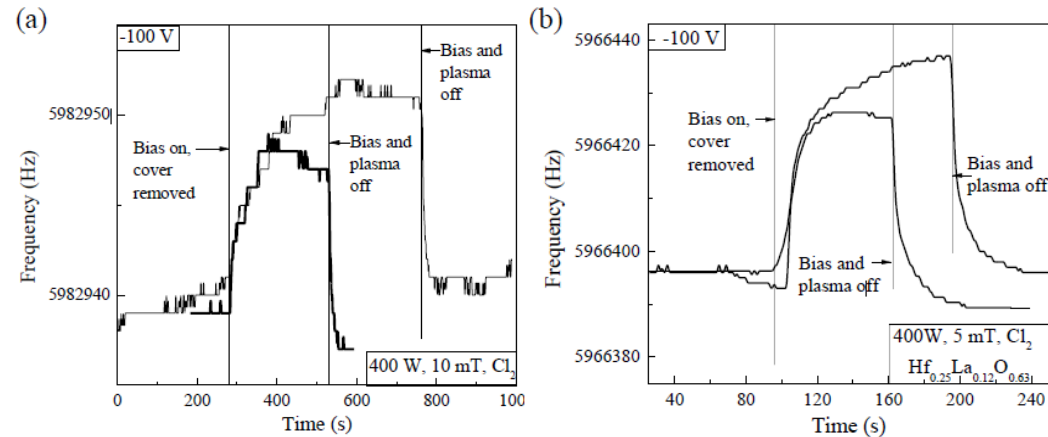 (a)
-100 V
Bias and
plasma
off
5982950
Bias on,
cover
removed
Bias and
plasma
off
Frequency (Hz)
5982940
400 W, 10 mT, Cl2
0
200
400
600
800
100
Time (s)
(b)
5966440
-100 V
Bias on,
cover
removed
5966420
Bias and
plasma off
Frequency (Hz)
5966400
Bias and
plasma off
400W, 5 mT, Cl2
Hf0.25La0.12O0.63
5966380
40
80
120
160
200
240
Time (s)